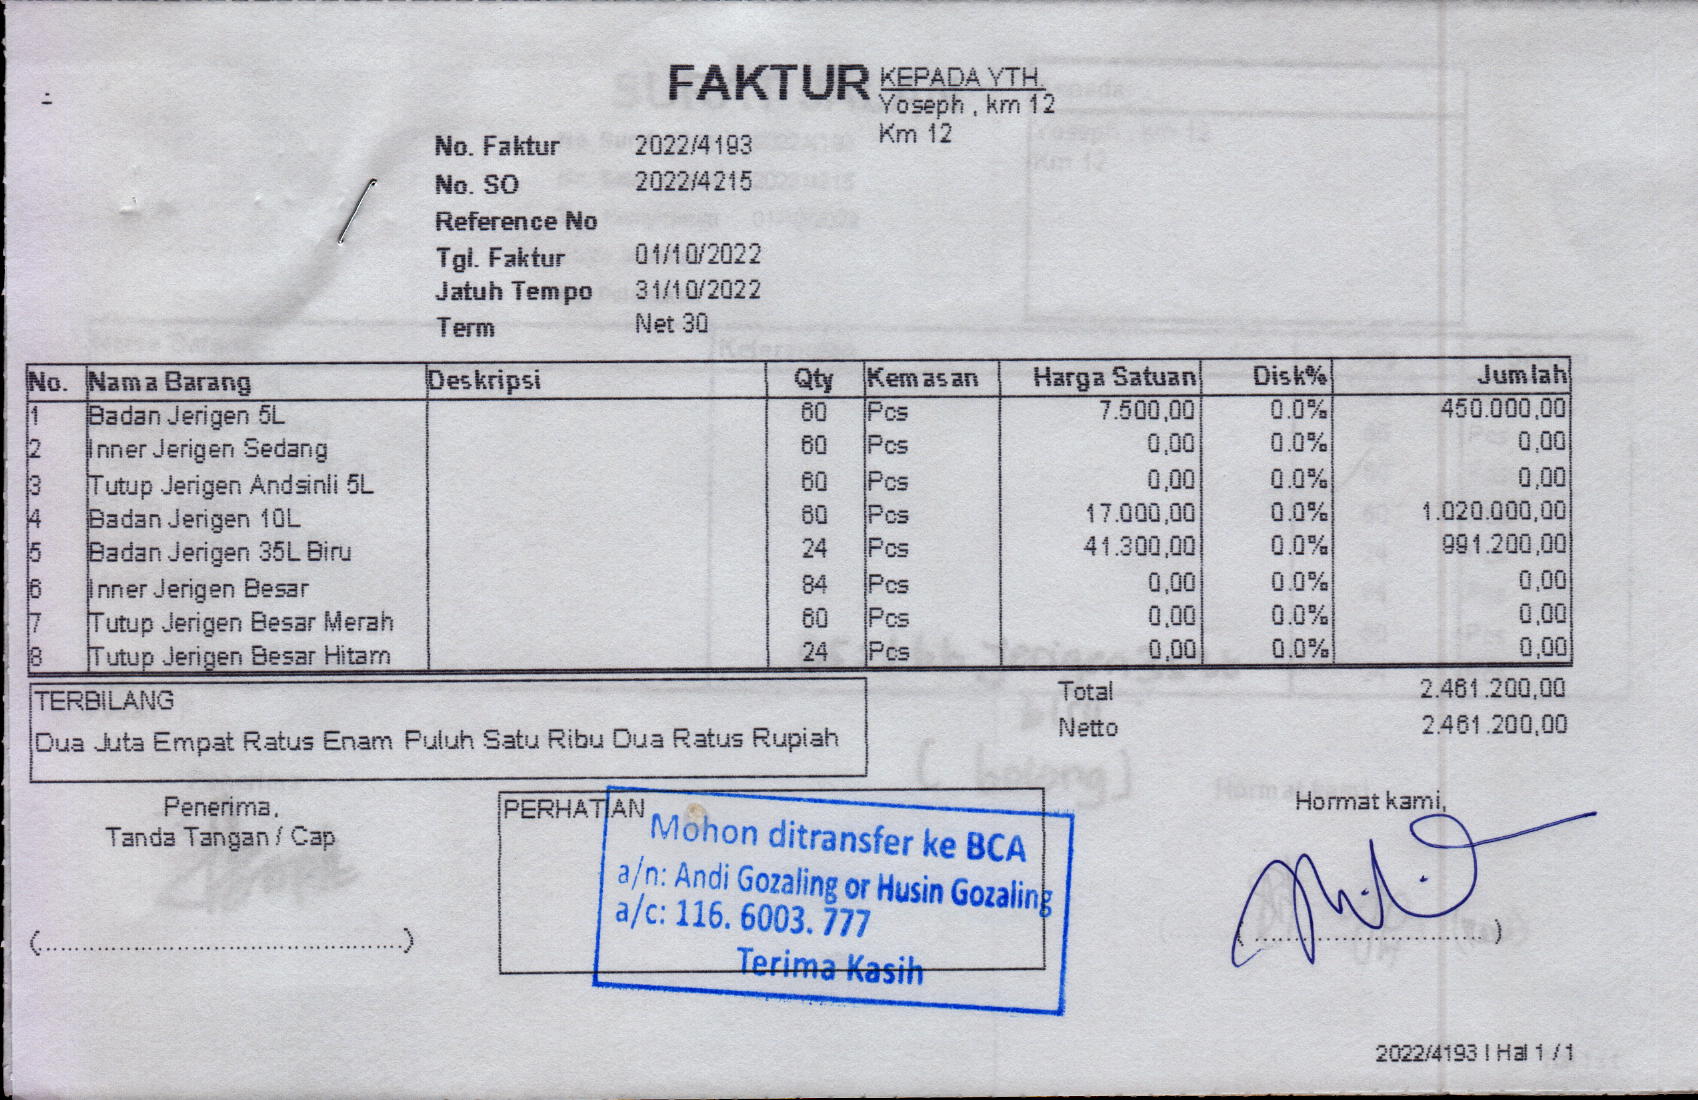 FAKTUR
KEPADA YTH.
Yoseph , km 12
Km 12
No. Faktur 2022/4193
No. SO 2022/4215
Reference No
Tgl. Faktur 01/10/2022
Jatuh Tempo 31/10/2022
Term Net 30
No. Nama Barang Deskripsi Qty Kemasan Harga Satuan Disk% Jumlah
1 Badan Jerigen 5L 60 Pcs 7.500,00 0.0% 450.000,00
2 Inner Jerigen Sedang 60 Pcs 0,00 0.0% 0,00
3 Tutup Jerigen Andsinli 5L 60 Pcs 0,00 0.0% 0,00
4 Badan Jerigen 10L 60 Pcs 17.000,00 0.0% 1.020.000,00
5 Badan Jerigen 35L Biru 24 Pcs 41.300,00 0.0% 991.200,00
6 Inner Jerigen Besar 84 Pcs 0,00 0.0% 0,00
7 Tutup Jerigen Besar Merah 60 Pcs 0,00 0.0% 0,00
8 Tutup Jerigen Besar Hitam 24 Pcs 0,00 0.0% 0,00
TERBILANG
Dua Juta Empat Ratus Enam Puluh Satu Ribu Dua Ratus Rupiah
Total 2.461.200,00
Netto 2.461.200,00
Penerima,
Tanda Tangan / Cap
(..............................................)
PERHATIAN
Mohon ditransfer ke BCA
a/n: Andi Gozaling or Husin Gozaling
a/c: 116. 6003. 777
Terima Kasih
Hormat kami,
(................................)
2022/4193 | Hal 1 / 1